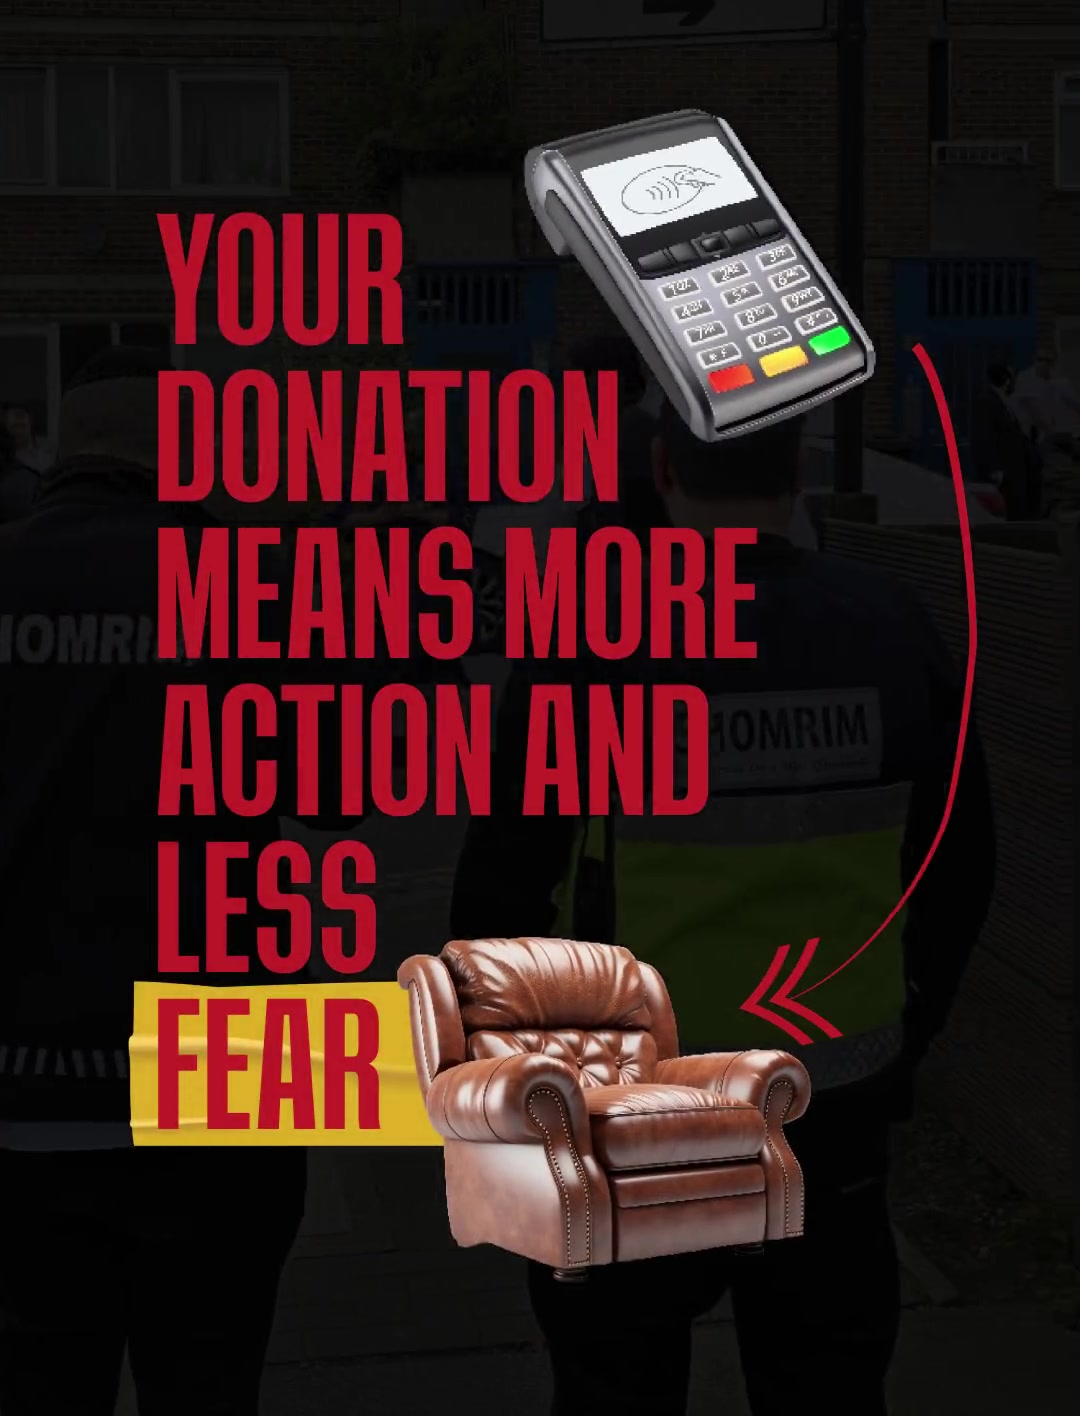 YOUR
DONATION
MEANS MORE
ACTION AND
LESS
FEAR
SHOMRIM